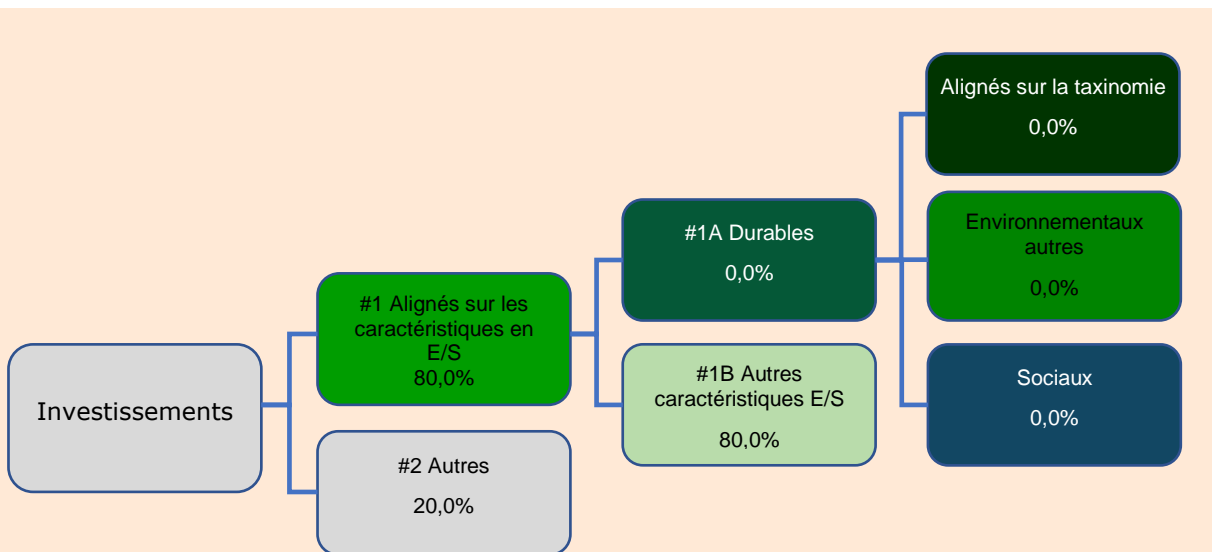 Investissements
#1 Alignés sur les
caractéristiques en
E/S
80,0%
#2 Autres
20,0%
#1A Durables
0,0%
#1B Autres
caractéristiques E/S
80,0%
Alignés sur la taxinomie
0,0%
Environnementaux
autres
0,0%
Sociaux
0,0%